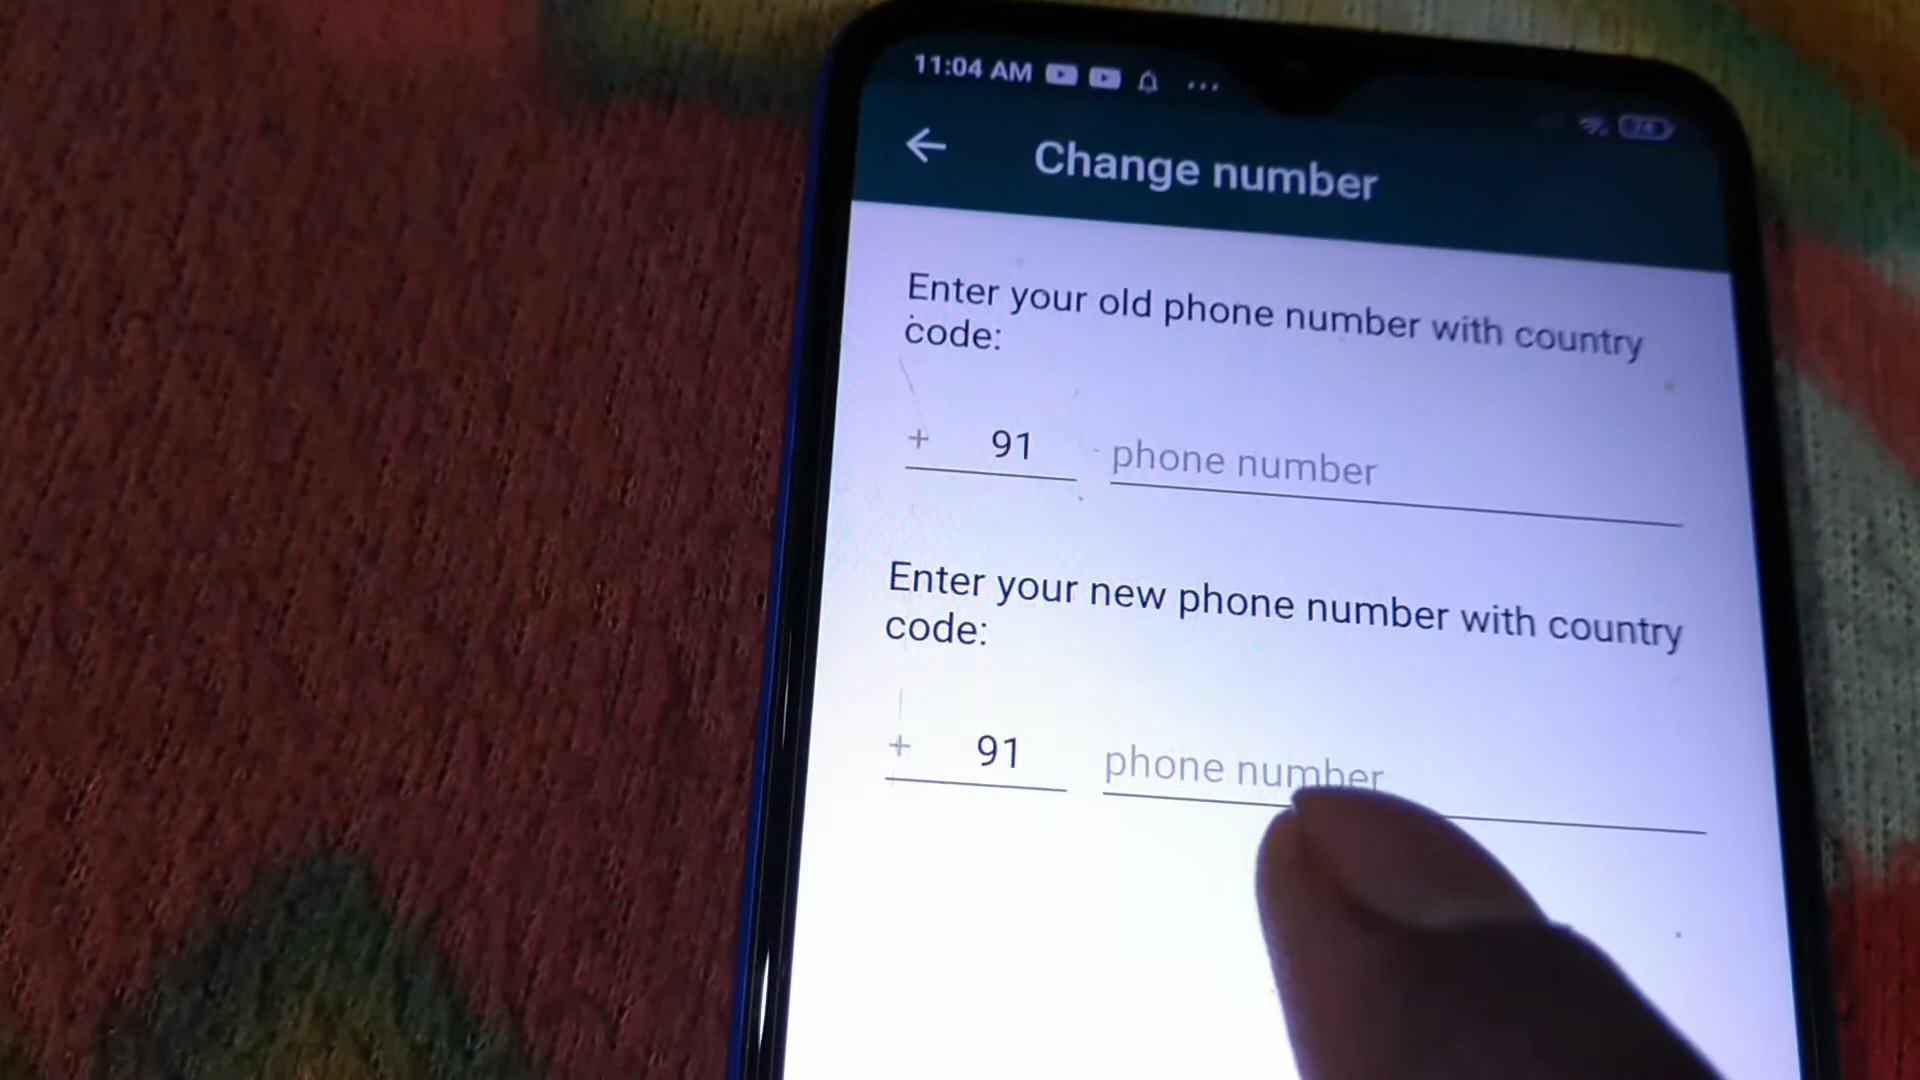 11:04 AM
Change number
Enter your old phone number with country
code:
+ 91 phone number
Enter your new phone number with country
code:
+ 91 phone number